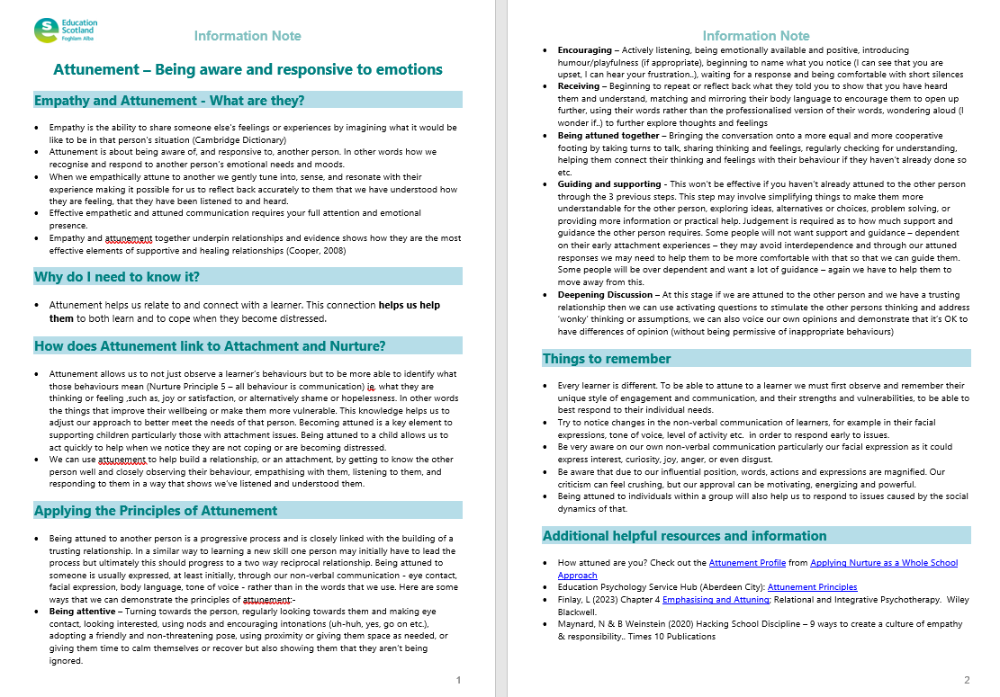 Education
Scotland
Foghlam Alba
Information Note
Attunement – Being aware and responsive to emotions
Empathy and Attunement - What are they?
• Empathy is the ability to share someone else's feelings or experiences by imagining what it would be
like to be in that person's situation (Cambridge Dictionary)
• Attunement is about being aware of, and responsive to, another person. In other words how we
recognise and respond to another person's emotional needs and moods.
• When we empathically attune to another we gently tune into, sense, and resonate with their
experience making it possible for us to reflect back accurately to them that we have understood how
they are feeling, that they have been listened to and heard.
• Effective empathetic and attuned communication requires your full attention and emotional
presence.
• Empathy and attunement together underpin relationships and evidence shows how they are the most
effective elements of supportive and healing relationships (Cooper, 2008)
Why do I need to know it?
• Attunement helps us relate to and connect with a learner. This connection helps us help
them to both learn and to cope when they become distressed.
How does Attunement link to Attachment and Nurture?
• Attunement allows us to not just observe a learner's behaviours but to be more able to identify what
those behaviours mean (Nurture Principle 5 – all behaviour is communication) ie. what they are
thinking or feeling ,such as, joy or satisfaction, or alternatively shame or hopelessness. In other words
the things that improve their wellbeing or make them more vulnerable. This knowledge helps us to
adjust our approach to better meet the needs of that person. Becoming attuned is a key element to
supporting children particularly those with attachment issues. Being attuned to a child allows us to
act quickly to help when we notice they are not coping or are becoming distressed.
• We can use attunement to help build a relationship, or an attachment, by getting to know the other
person well and closely observing their behaviour, empathising with them, listening to them, and
responding to them in a way that shows we've listened and understood them.
Applying the Principles of Attunement
• Being attuned to another person is a progressive process and is closely linked with the building of a
trusting relationship. In a similar way to learning a new skill one person may initially have to lead the
process but ultimately this should progress to a two way reciprocal relationship. Being attuned to
someone is usually expressed, at least initially, through our non-verbal communication - eye contact,
facial expression, body language, tone of voice - rather than in the words that we use. Here are some
ways that we can demonstrate the principles of attunement:-
• Being attentive – Turning towards the person, regularly looking towards them and making eye
contact, looking interested, using nods and encouraging intonations (uh-huh, yes, go on etc.),
adopting a friendly and non-threatening pose, using proximity or giving them space as needed, or
giving them time to calm themselves or recover but also showing them that they aren't being
ignored.
1
Information Note
• Encouraging – Actively listening, being emotionally available and positive, introducing
humour/playfulness (if appropriate), beginning to name what you notice (I can see that you are
upset, I can hear your frustration..), waiting for a response and being comfortable with short silences
• Receiving – Beginning to repeat or reflect back what they told you to show that you have heard
them and understand, matching and mirroring their body language to encourage them to open up
further, using their words rather than the professionalised version of their words, wondering aloud (I
wonder if..) to further explore thoughts and feelings
• Being attuned together – Bringing the conversation onto a more equal and more cooperative
footing by taking turns to talk, sharing thinking and feelings, regularly checking for understanding,
helping them connect their thinking and feelings with their behaviour if they haven't already done so
etc.
• Guiding and supporting - This won't be effective if you haven't already attuned to the other person
through the 3 previous steps. This step may involve simplifying things to make them more
understandable for the other person, exploring ideas, alternatives or choices, problem solving, or
providing more information or practical help. Judgement is required as to how much support and
guidance the other person requires. Some people will not want support and guidance – dependent
on their early attachment experiences – they may avoid interdependence and through our attuned
responses we may need to help them to be more comfortable with that so that we can guide them.
Some people will be over dependent and want a lot of guidance – again we have to help them to
move away from this.
• Deepening Discussion – At this stage if we are attuned to the other person and we have a trusting
relationship then we can use activating questions to stimulate the other persons thinking and address
'wonky' thinking or assumptions, we can also voice our own opinions and demonstrate that it's OK to
have differences of opinion (without being permissive of inappropriate behaviours)
Things to remember
• Every learner is different. To be able to attune to a learner we must first observe and remember their
unique style of engagement and communication, and their strengths and vulnerabilities, to be able to
best respond to their individual needs.
• Try to notice changes in the non-verbal communication of learners, for example in their facial
expressions, tone of voice, level of activity etc. in order to respond early to issues.
• Be very aware on our own non-verbal communication particularly our facial expression as it could
express interest, curiosity, joy, anger, or even disgust.
• Be aware that due to our influential position, words, actions and expressions are magnified. Our
criticism can feel crushing, but our approval can be motivating, energizing and powerful.
• Being attuned to individuals within a group will also help us to respond to issues caused by the social
dynamics of that.
Additional helpful resources and information
• How attuned are you? Check out the Attunement Profile from Applying Nurture as a Whole School
Approach
• Education Psychology Service Hub (Aberdeen City): Attunement Principles
• Finlay, L (2023) Chapter 4 Emphasising and Attuning; Relational and Integrative Psychotherapy. Wiley
Blackwell.
• Maynard, N & B Weinstein (2020) Hacking School Discipline – 9 ways to create a culture of empathy
& responsibility.. Times 10 Publications
2